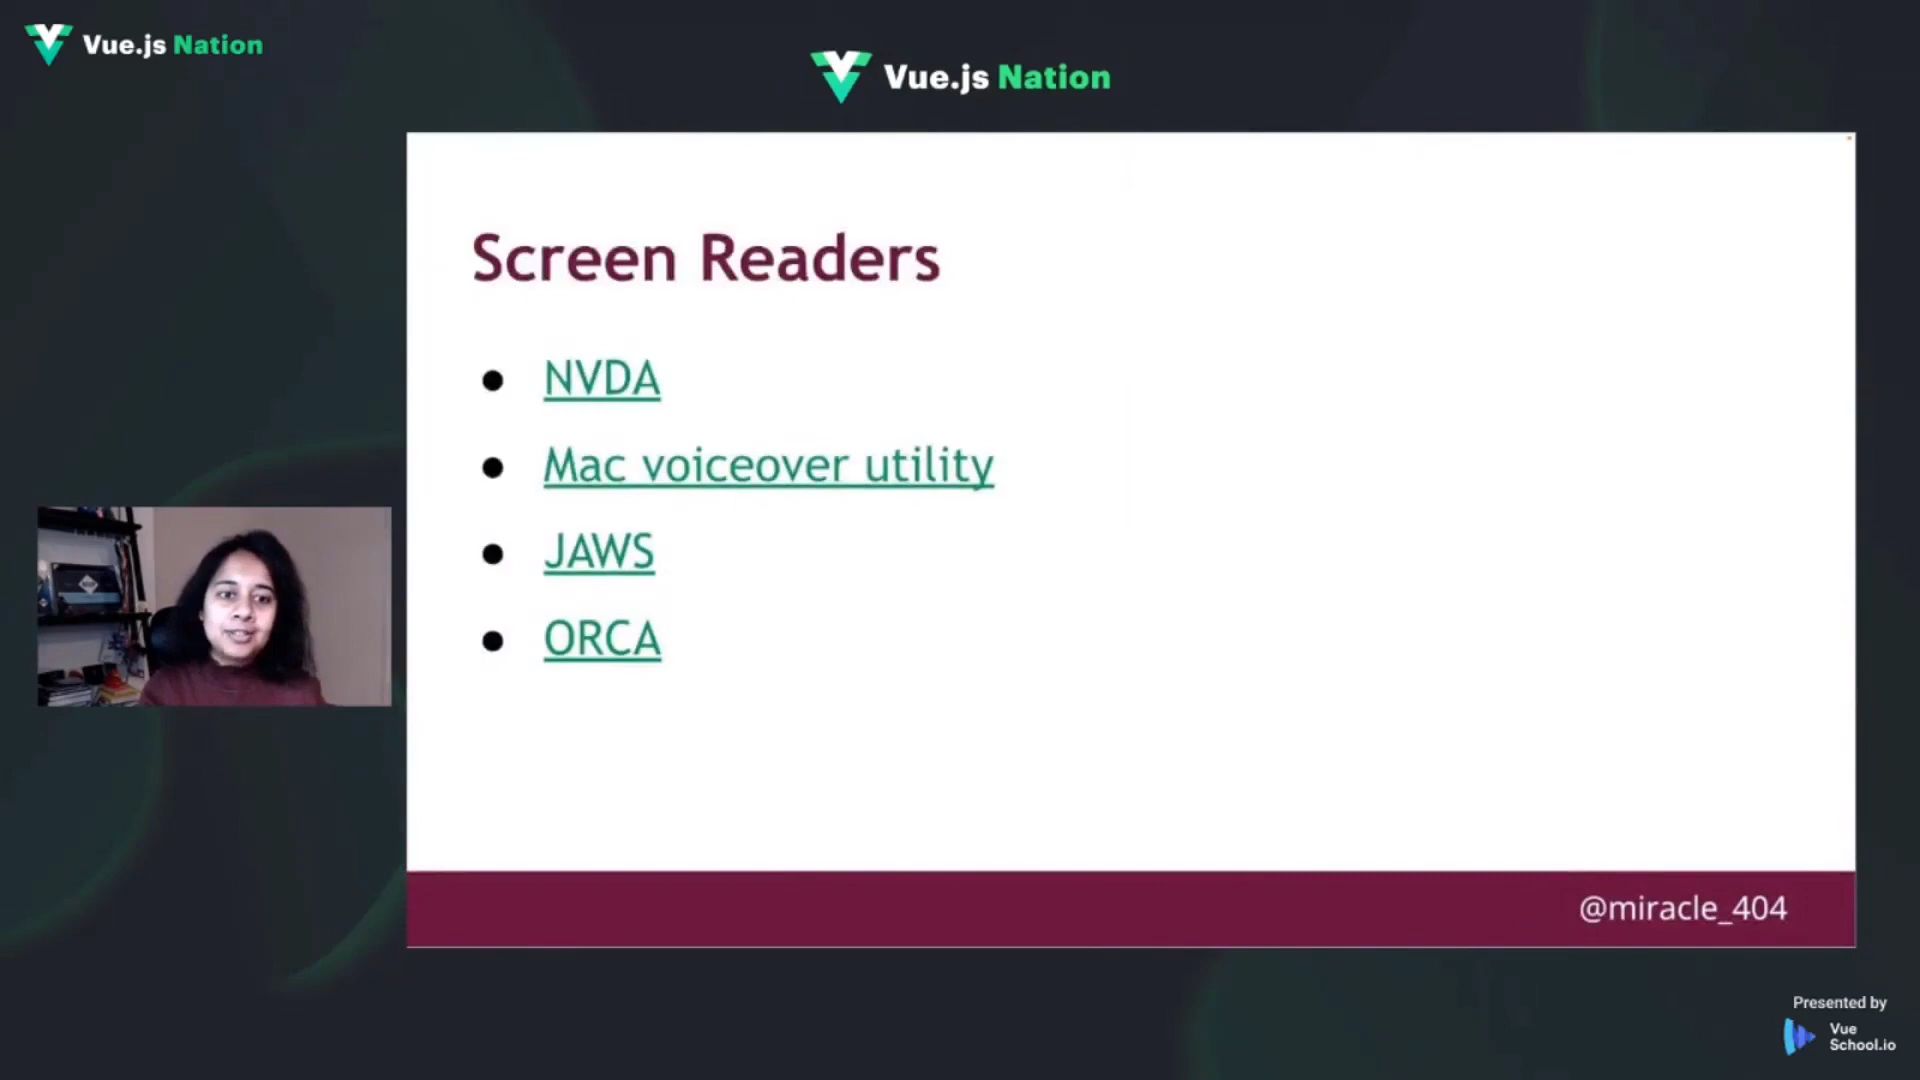 Vue.js Nation
Vue.js Nation
Screen Readers
NVDA
Mac voiceover utility
JAWS
ORCA
@miracle_404
Presented by
Vue
School.io